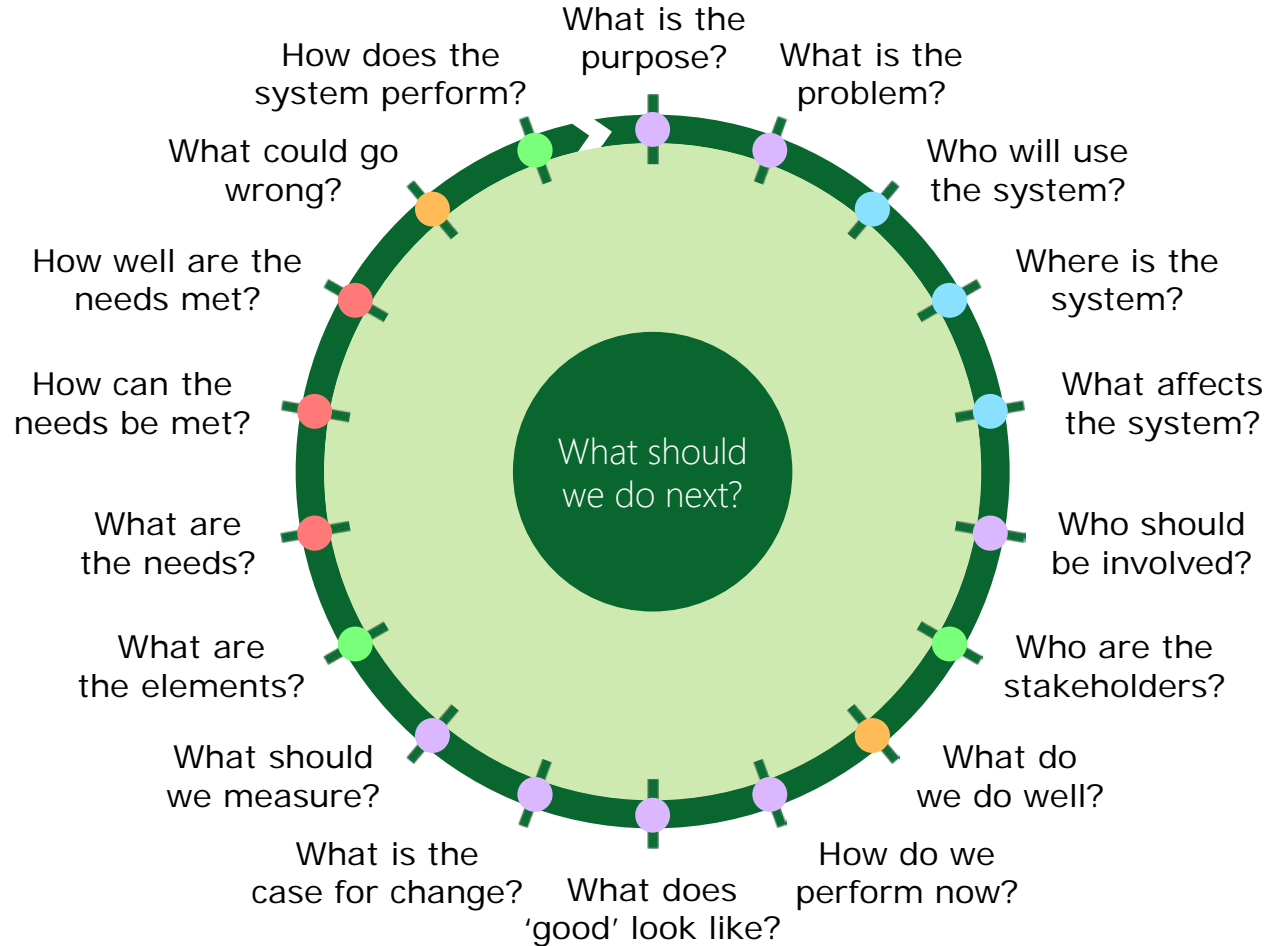 What is the
purpose?
What is the
problem?
Who will use
the system?
Where is the
system?
What affects
the system?
Who should
be involved?
Who are the
stakeholders?
What do
we do well?
How do we
perform now?
What does
‘good’ look like?
What is the
case for change?
What should
we measure?
What are
the elements?
What are
the needs?
How can the
needs be met?
How well are the
needs met?
What could go
wrong?
How does the
system perform?
What should
we do next?